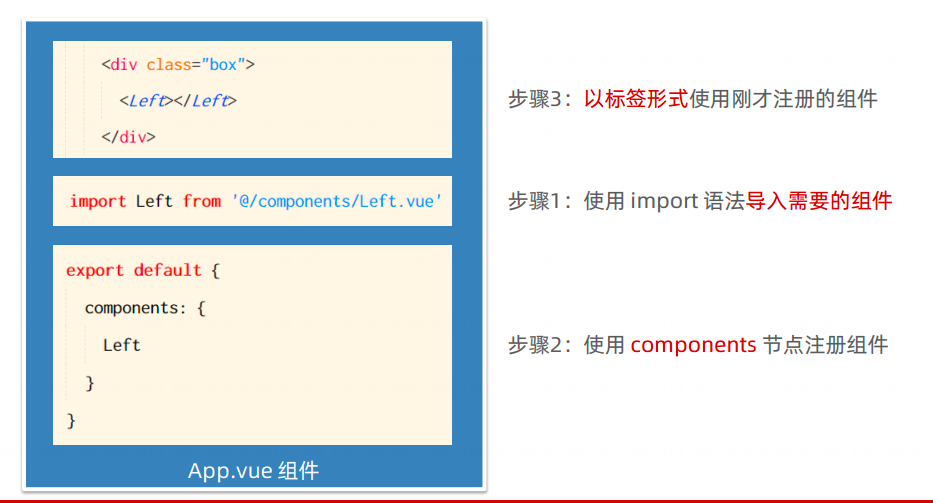 <div class="box">
<Left></Left>
</div>
步骤3：以标签形式使用刚才注册的组件
import Left from '@/components/Left.vue'
步骤1：使用 import 语法导入需要的组件
export default {
components: {
Left
}
}
步骤2：使用 components 节点注册组件
App.vue 组件